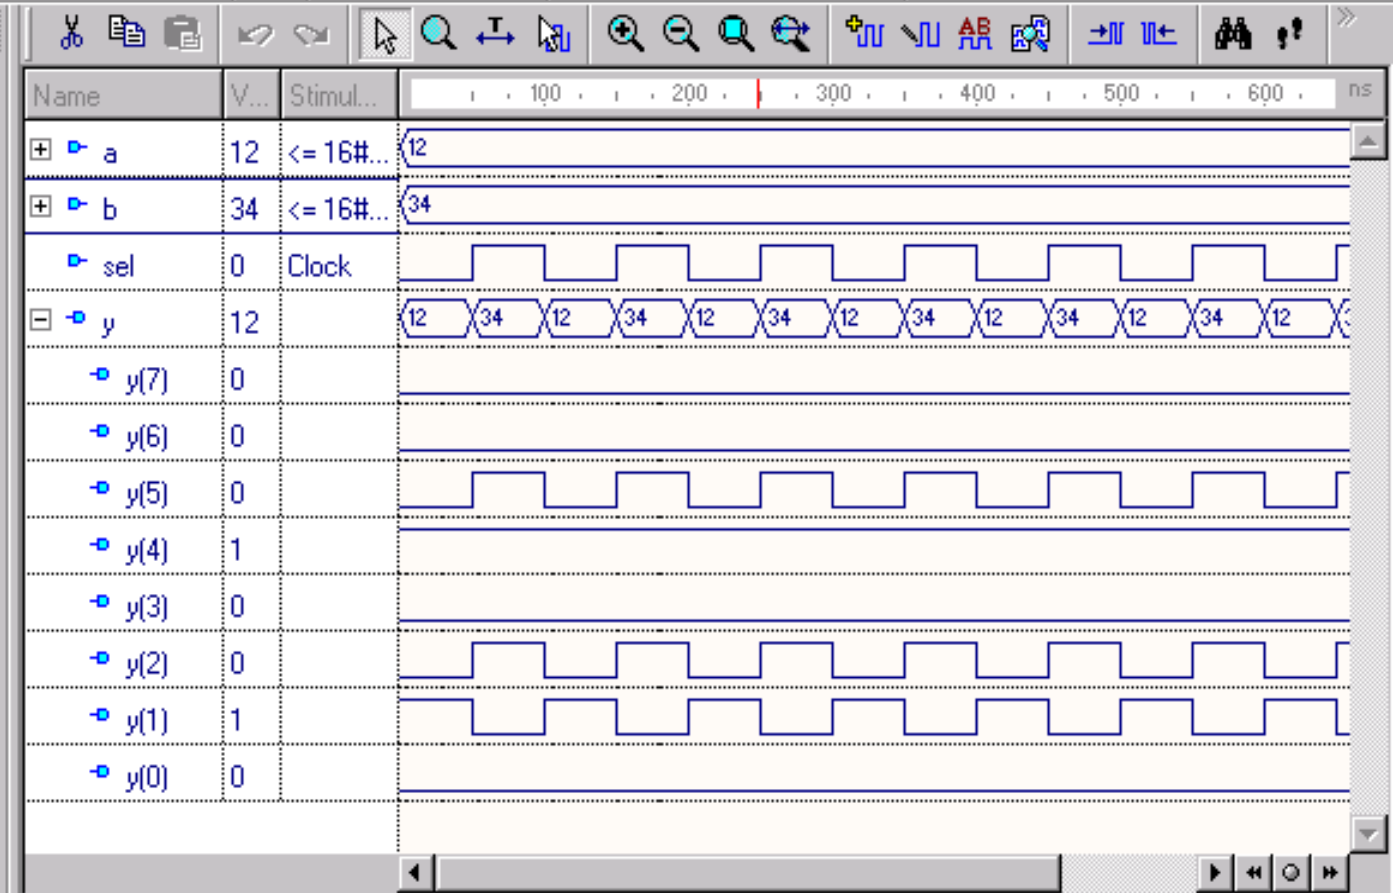 T
AB
Name V... Stimul... 100 200 300 400 500 600 ns
a 12 <= 16#... 12
b 34 <= 16#... 34
sel 0 Clock
y 12 12 34 12 34 12 34 12 34 12 34 12 34 12
y(7) 0
y(6) 0
y(5) 0
y(4) 1
y(3) 0
y(2) 0
y(1) 1
y(0) 0